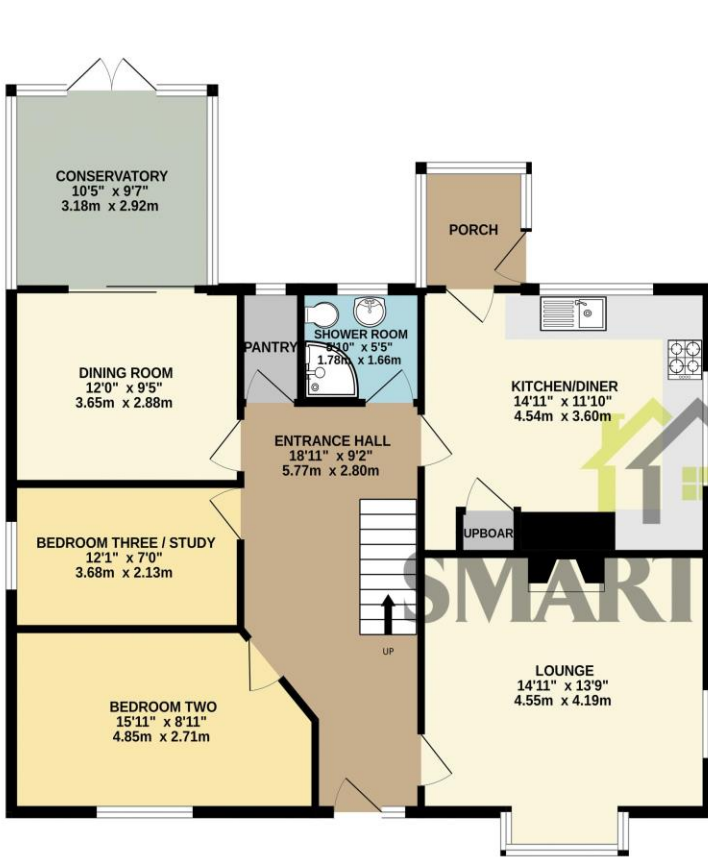 CONSERVATORY
10'5" x 9'7"
3.18m x 2.92m
PORCH
PANTRY
SHOWER ROOM
5'10" x 5'5"
1.78m x 1.66m
DINING ROOM
12'0" x 9'5"
3.65m x 2.88m
KITCHEN/DINER
14'11" x 11'10"
4.54m x 3.60m
ENTRANCE HALL
18'11" x 9'2"
5.77m x 2.80m
UPBOAR
BEDROOM THREE / STUDY
12'1" x 7'0"
3.68m x 2.13m
SMART
UP
LOUNGE
14'11" x 13'9"
4.55m x 4.19m
BEDROOM TWO
15'11" x 8'11"
4.85m x 2.71m